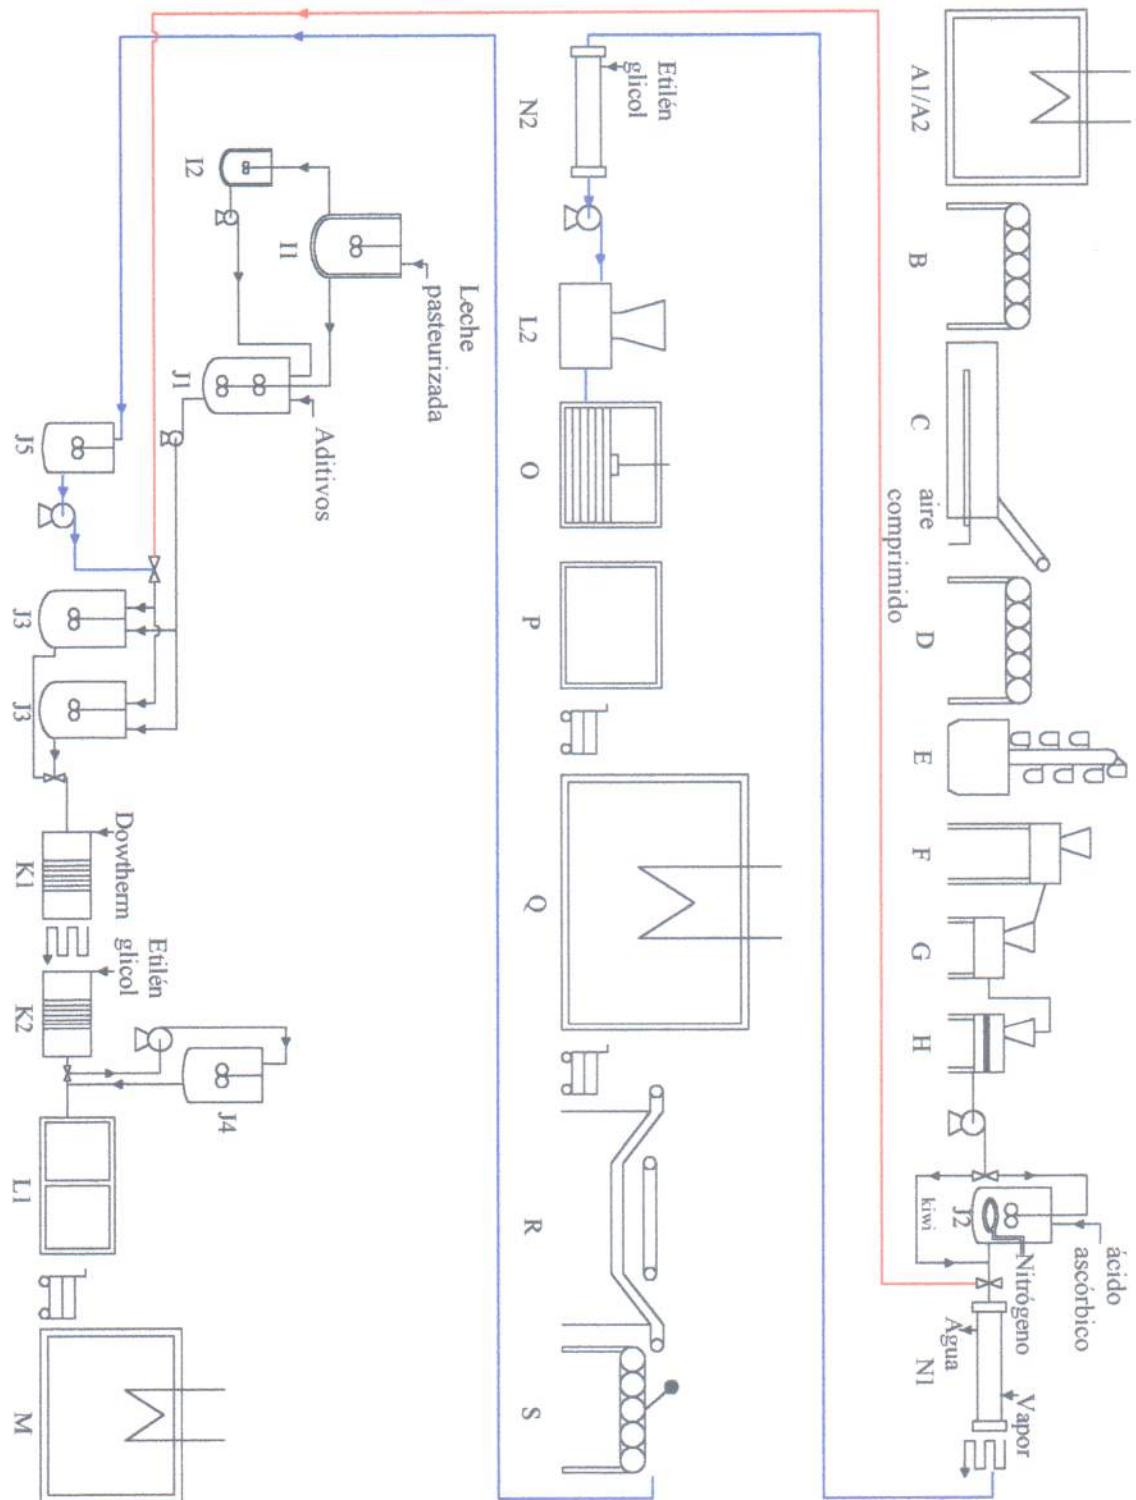 A1/A2
B
C
aire
comprimido
D
E
F
G
H
kiwi
J2
ácido
ascórbico
Nitrógeno
Agua
N1
Vapor
Etilén
glicol
N2
L2
O
P
Q
R
S
I2
I1
Leche
pasteurizada
J1
Aditivos
J5
J3
J3
Dowtherm
K1
Etilén
glicol
K2
J4
L1
M